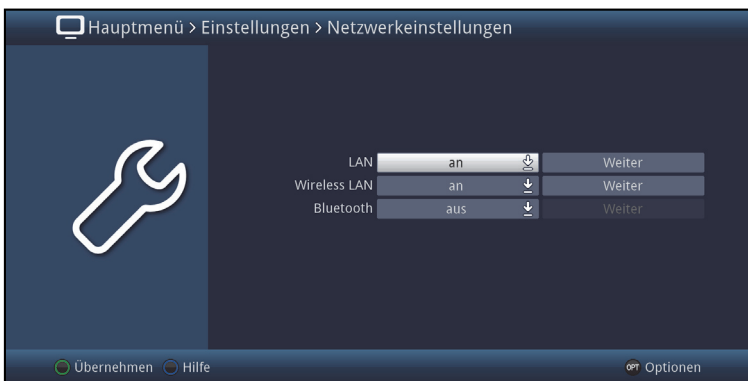 Hauptmenü > Einstellungen > Netzwerkeinstellungen
LAN an Weiter
Wireless LAN an Weiter
Bluetooth aus Weiter
Übernehmen Hilfe OPT Optionen